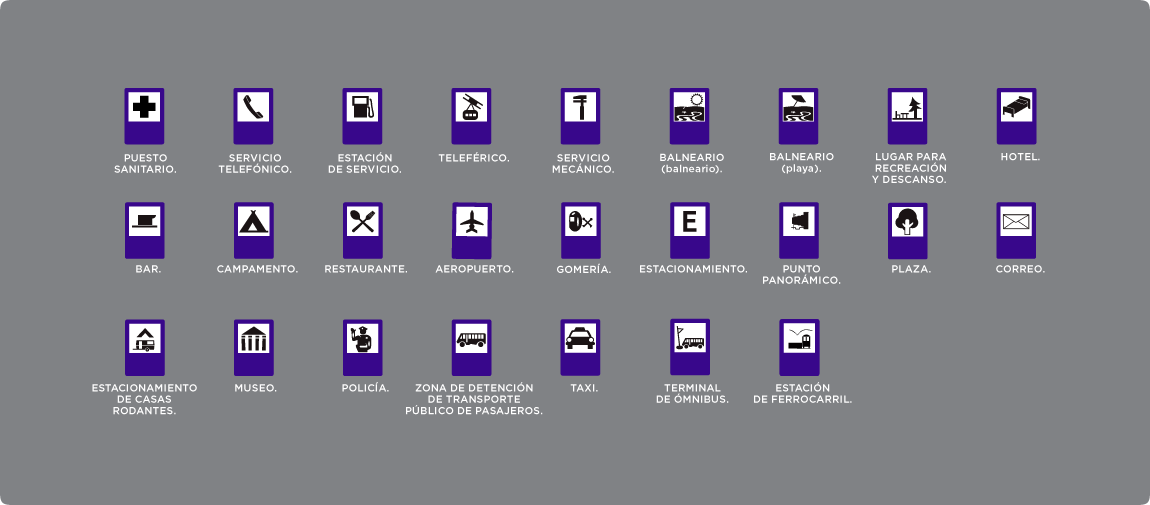 PUESTO
SANITARIO.
SERVICIO
TELEFÓNICO.
ESTACIÓN
DE SERVICIO.
TELEFÉRICO.
SERVICIO
MECÁNICO.
BALNEARIO
(balneario).
BALNEARIO
(playa).
LUGAR PARA
RECREACIÓN
Y DESCANSO.
HOTEL.
BAR.
CAMPAMENTO.
RESTAURANTE.
AEROPUERTO.
GOMERÍA.
E
ESTACIONAMIENTO.
PUNTO
PANORÁMICO.
PLAZA.
CORREO.
ESTACIONAMIENTO
DE CASAS
RODANTES.
MUSEO.
POLICÍA.
ZONA DE DETENCIÓN
DE TRANSPORTE
PÚBLICO DE PASAJEROS.
TAXI.
TERMINAL
DE ÓMNIBUS.
ESTACIÓN
DE FERROCARRIL.